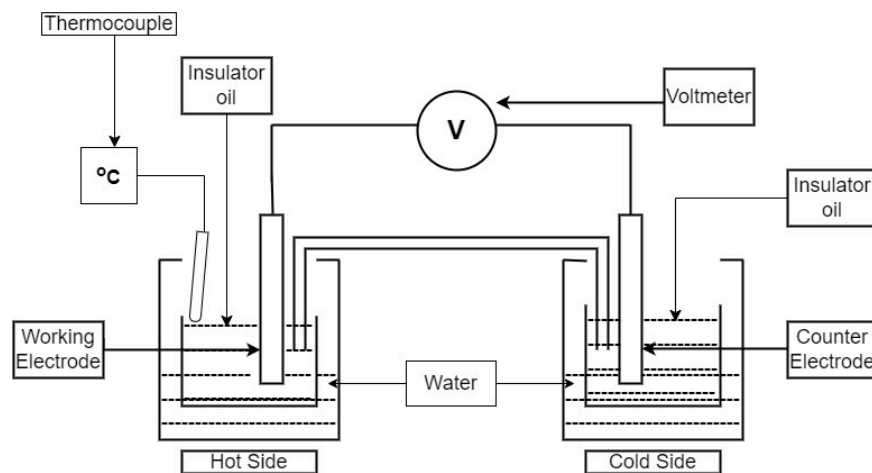 Thermocouple
Insulator
oil
Voltmeter
V
°C
Insulator
oil
Working
Electrode
Water
Counter
Electrode
Hot Side
Cold Side